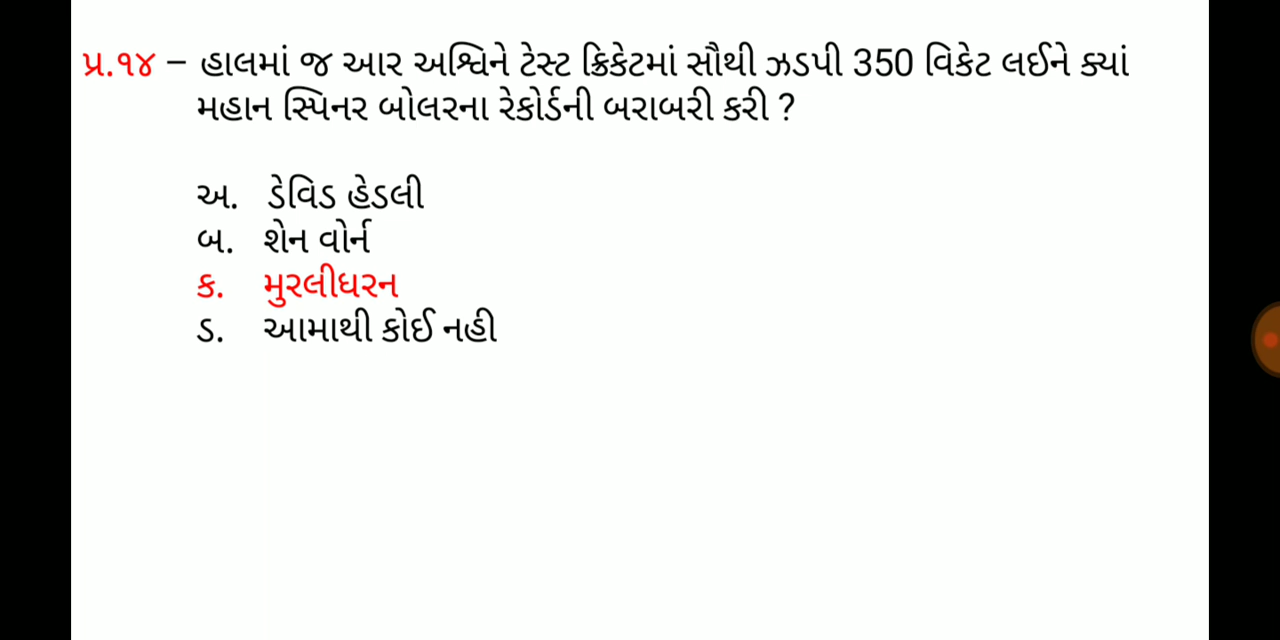 પ્ર.૧૪ – હાલમાં જ આર અશ્વિને ટેસ્ટ ક્રિકેટમાં સૌથી ઝડપી 350 વિકેટ લઈને ક્યાં
મહાન સ્પિનર બોલરના રેકોર્ડની બરાબરી કરી ?
અ. ડેવિડ હેડલી
બ. શેન વોર્ન
ક. મુરલીધરન
ડ. આમાથી કોઈ નહી